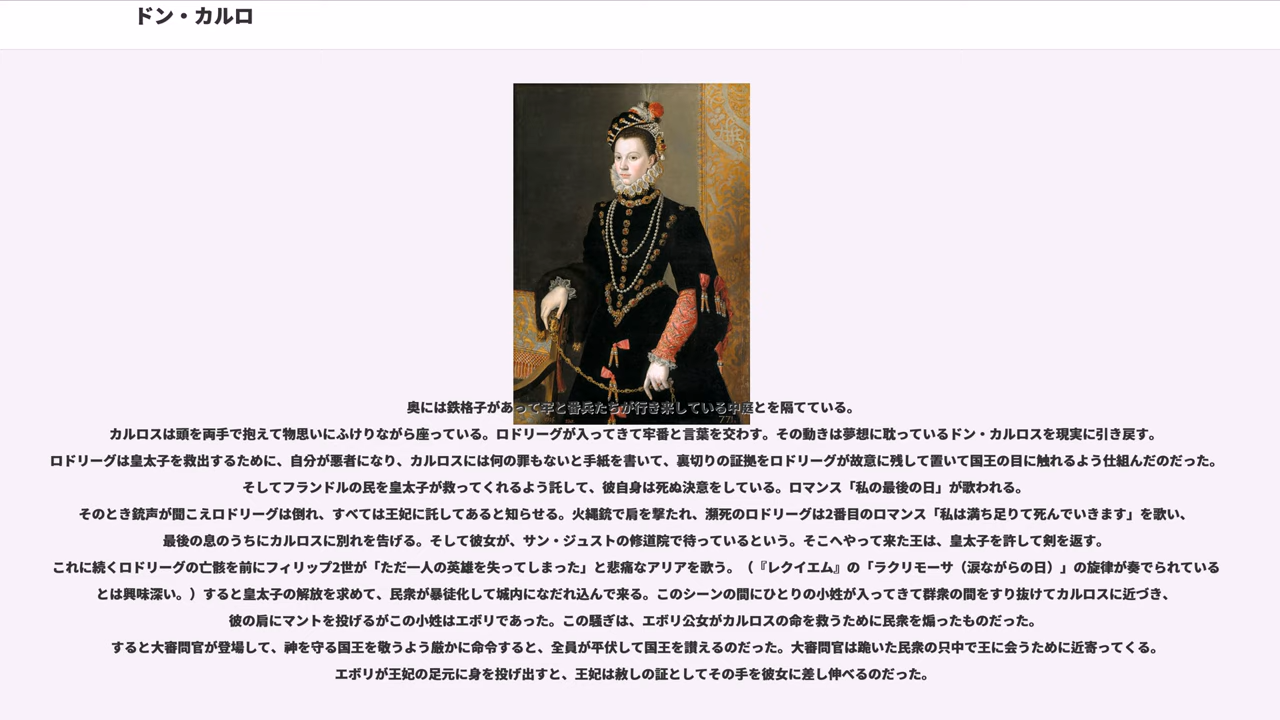 ドン・カルロ
奥には鉄格子があって牢と番兵たちが行き来している中庭とを隔てている。
カルロスは頭を両手で抱えて物思いにふけりながら座っている。ロドリーグが入ってきて牢番と言葉を交わす。その動きは夢想に耽っているドン・カルロスを現実に引き戻す。
ロドリーグは皇太子を救出するために、自分が悪者になり、カルロスには何の罪もないと手紙を書いて、裏切りの証拠をロドリーグが故意に残して置いて国王の目に触れるよう仕組んだのだった。
そしてフランドルの民を皇太子が救ってくれるよう託して、彼自身は死ぬ決意をしている。ロマンス「私の最後の日」が歌われる。
そのとき銃声が聞こえロドリーグは倒れ、すべては王妃に託してあると知らせる。火縄銃で肩を撃たれ、瀕死のロドリーグは2番目のロマンス「私は満ち足りて死んでいきます」を歌い、
最後の息のうちにカルロスに別れを告げる。そして彼女が、サン・ジュストの修道院で待っているという。そこへやって来た王は、皇太子を許して剣を返す。
これに続くロドリーグの亡骸を前にフィリップ2世が「ただ一人の英雄を失ってしまった」と悲痛なアリアを歌う。（『レクイエム』の「ラクリモーサ（涙ながらの日）」の旋律が奏でられている
とは興味深い。）すると皇太子の解放を求めて、民衆が暴徒化して城内になだれ込んで来る。このシーンの間にひとりの小姓が入ってきて群衆の間をすり抜けてカルロスに近づき、
彼の肩にマントを投げるがこの小姓はエボリであった。この騒ぎは、エボリ公女がカルロスの命を救うために民衆を煽ったものだった。
すると大審問官が登場して、神を守る国王を敬うよう厳かに命令すると、全員が平伏して国王を讃えるのだった。大審問官は跪いた民衆の只中で王に会うために近寄ってくる。
エボリが王妃の足元に身を投げ出すと、王妃は赦しの証としてその手を彼女に差し伸べるのだった。